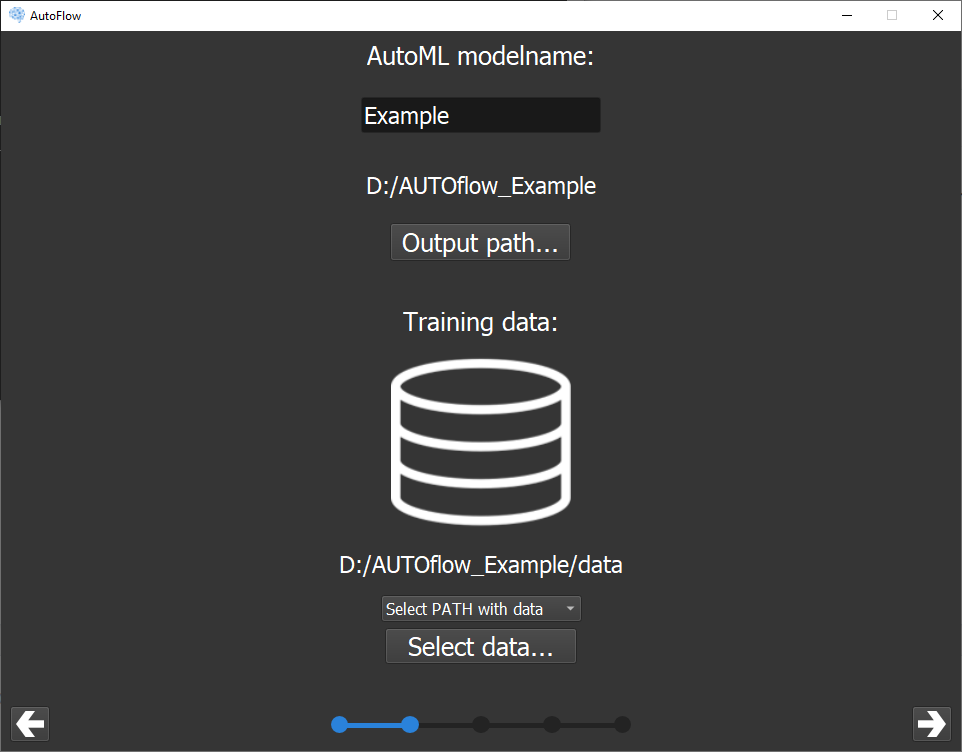 AutoFlow
AutoML modelname:
Example
D:/AUTOflow_Example
Output path...
Training data:
D:/AUTOflow_Example/data
Select PATH with data
Select data...